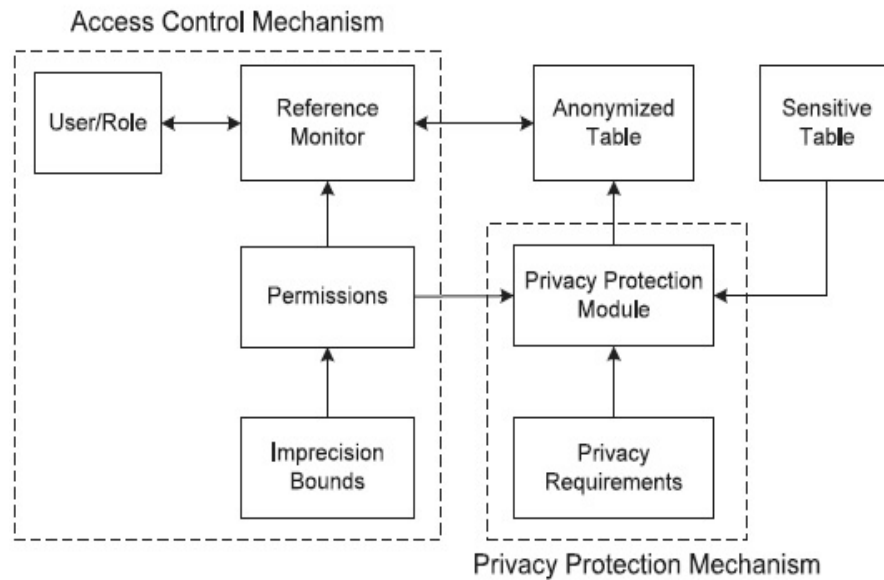 Access Control Mechanism
User/Role
Reference
Monitor
Anonymized
Table
Sensitive
Table
Permissions
Privacy Protection
Module
Imprecision
Bounds
Privacy
Requirements
Privacy Protection Mechanism